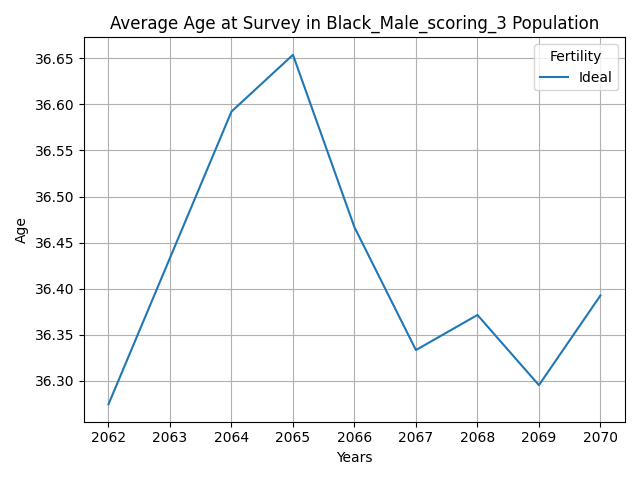 Average Age at Survey in Black_Male_scoring_3 Population
Fertility
Ideal
36.65
36.60
36.55
36.50
36.45
36.40
36.35
36.30
Age
2062 2063 2064 2065 2066 2067 2068 2069 2070
Years